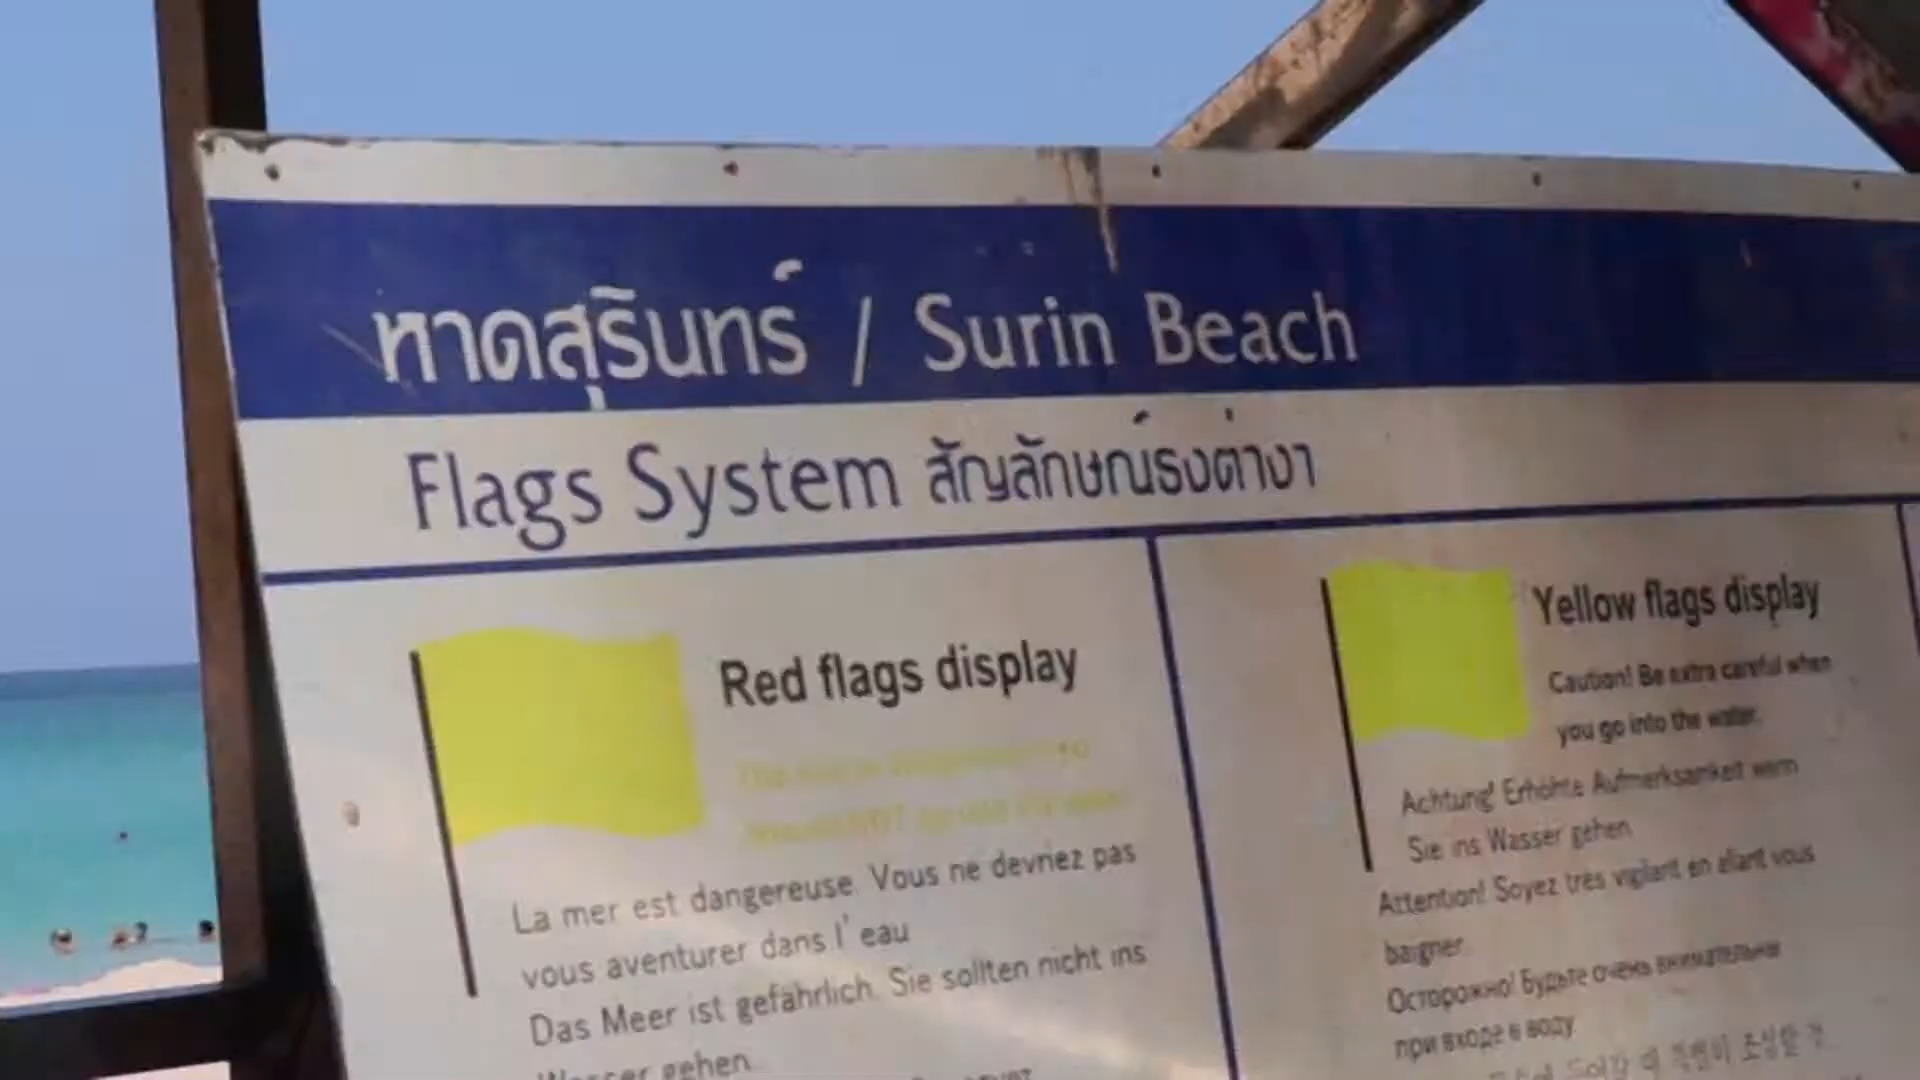 หาดสุรินทร์ / Surin Beach
Flags System สัญลักษณ์ธงต่างๆ
Red flags display
La mer est dangereuse. Vous ne devriez pas
vous aventurer dans l' eau
Das Meer ist gefährlich. Sie sollten nicht ins
Wasser gehen.
Yellow flags display
Caution! Be extra careful when
you go into the water.
Achtung! Erhöhte Aufmerksamkeit wenn
Sie ins Wasser gehen
Attention! Soyez très vigilant en allant vous
baigner.
Осторожно! Будьте очень внимательны
при входе в воду